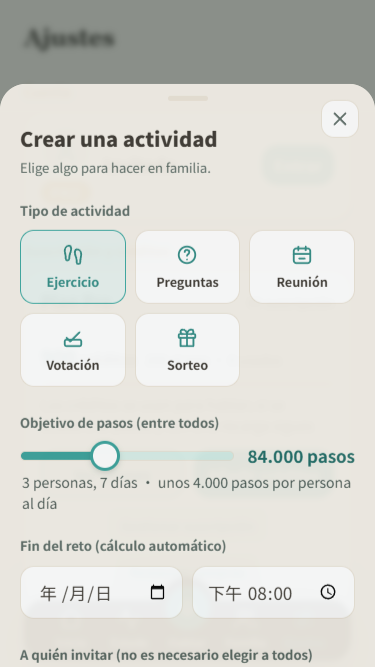 Ajustes
Crear una actividad
Elige algo para hacer en familia.
Tipo de actividad
Ejercicio
Preguntas
Reunión
Votación
Sorteo
Objetivo de pasos (entre todos)
84.000 pasos
3 personas, 7 días • unos 4.000 pasos por persona
al día
Fin del reto (cálculo automático)
年 /月/日
下午 08:00
A quién invitar (no es necesario elegir a todos)